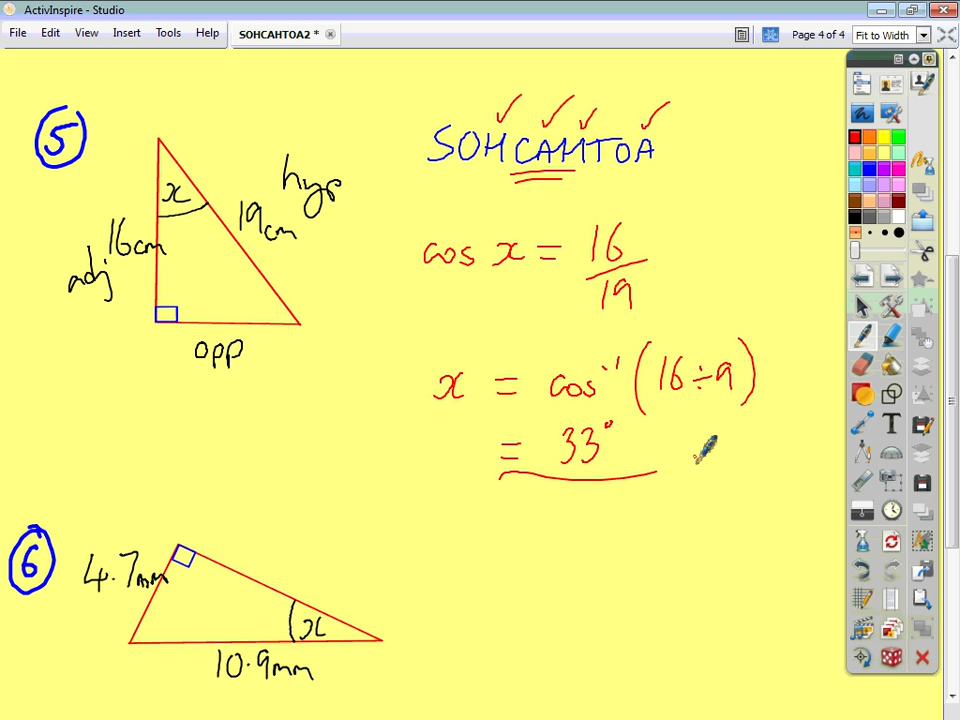 ActivInspire - Studio
File Edit View Insert Tools Help SOHCAHTOA2 * Page 4 of 4 Fit to Width
5
SOHCAHTOA
x
hyp
19cm
16cm
adj
opp
cos x = 16/19
x = cos⁻¹ (16÷9)
= 33°
6
4.7mm
x
10.9mm
T